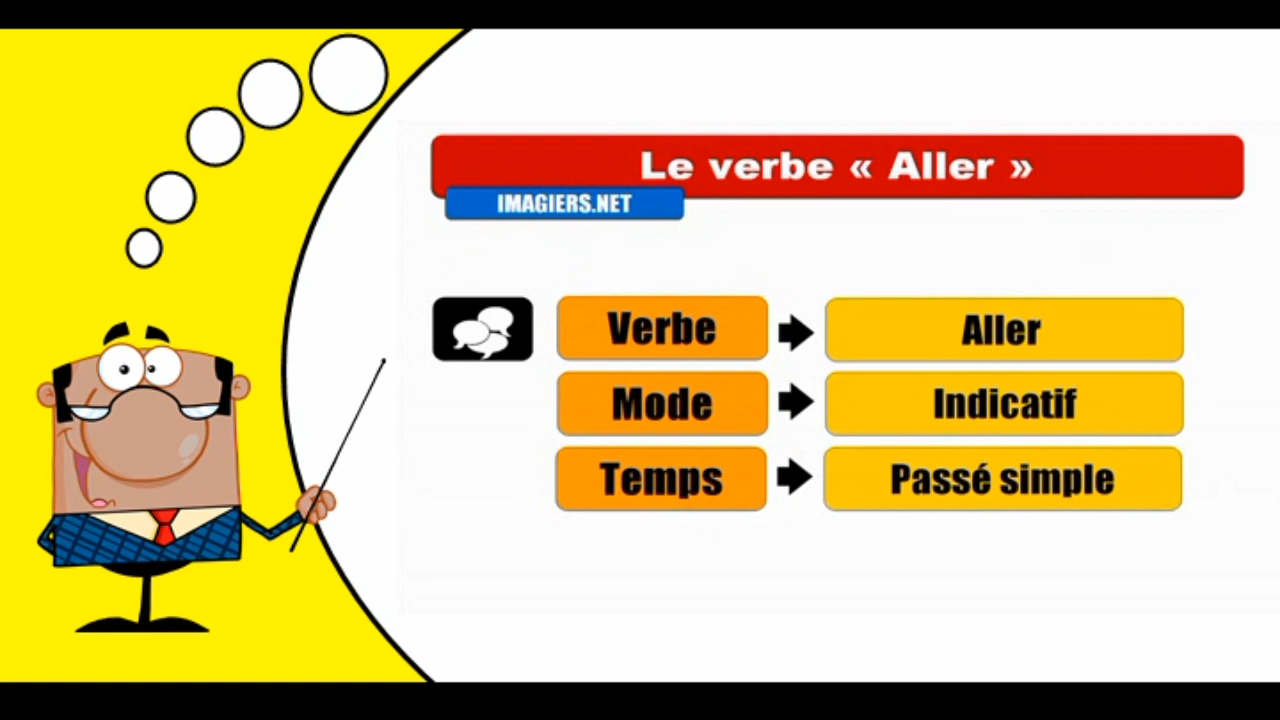 Le verbe « Aller »
IMAGIERS.NET
Verbe Aller
Mode Indicatif
Temps Passé simple